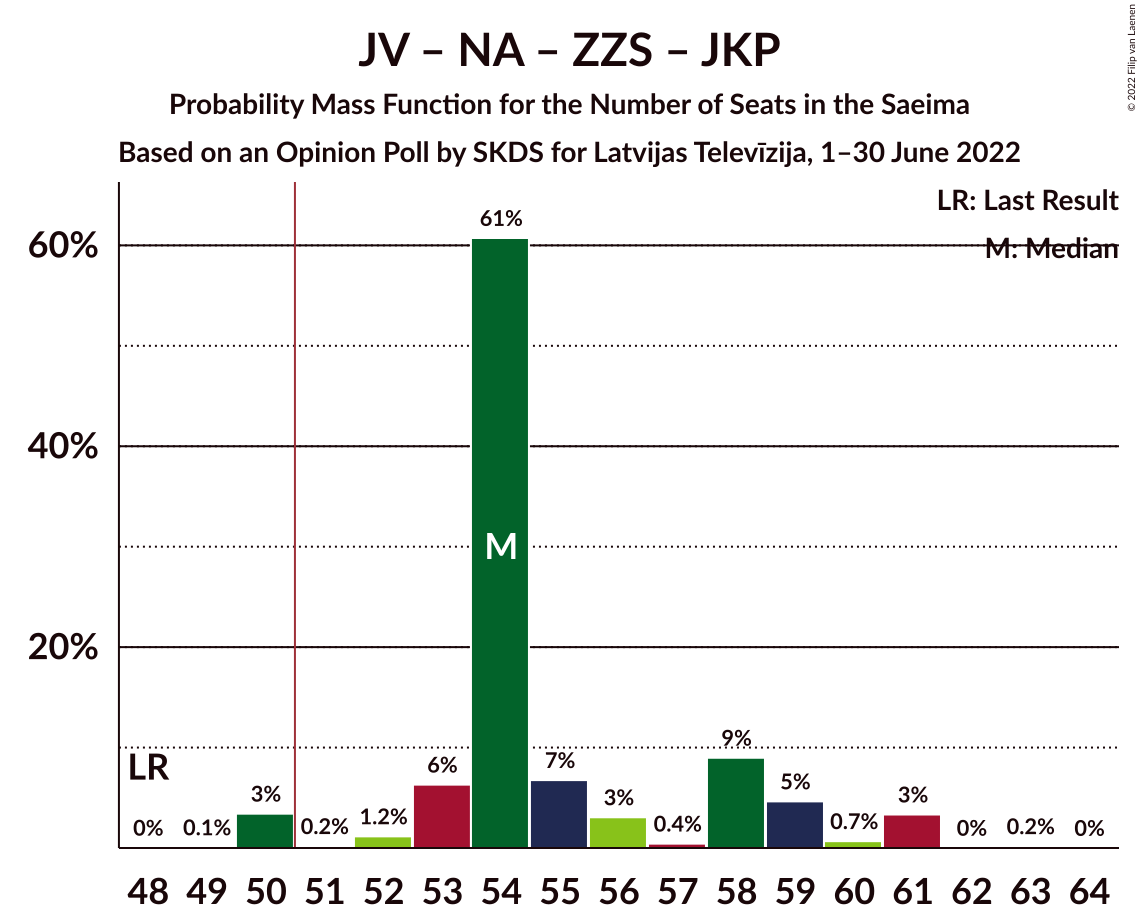 JV – NA – ZZS – JKP
Probability Mass Function for the Number of Seats in the Saeima
Based on an Opinion Poll by SKDS for Latvijas Televīzija, 1–30 June 2022
© 2022 Filip van Laenen
LR: Last Result
M: Median
60%
40%
20%
LR
M
0% 0.1% 3% 0.2% 1.2% 6% 61% 7% 3% 0.4% 9% 5% 0.7% 3% 0% 0.2% 0%
48 49 50 51 52 53 54 55 56 57 58 59 60 61 62 63 64